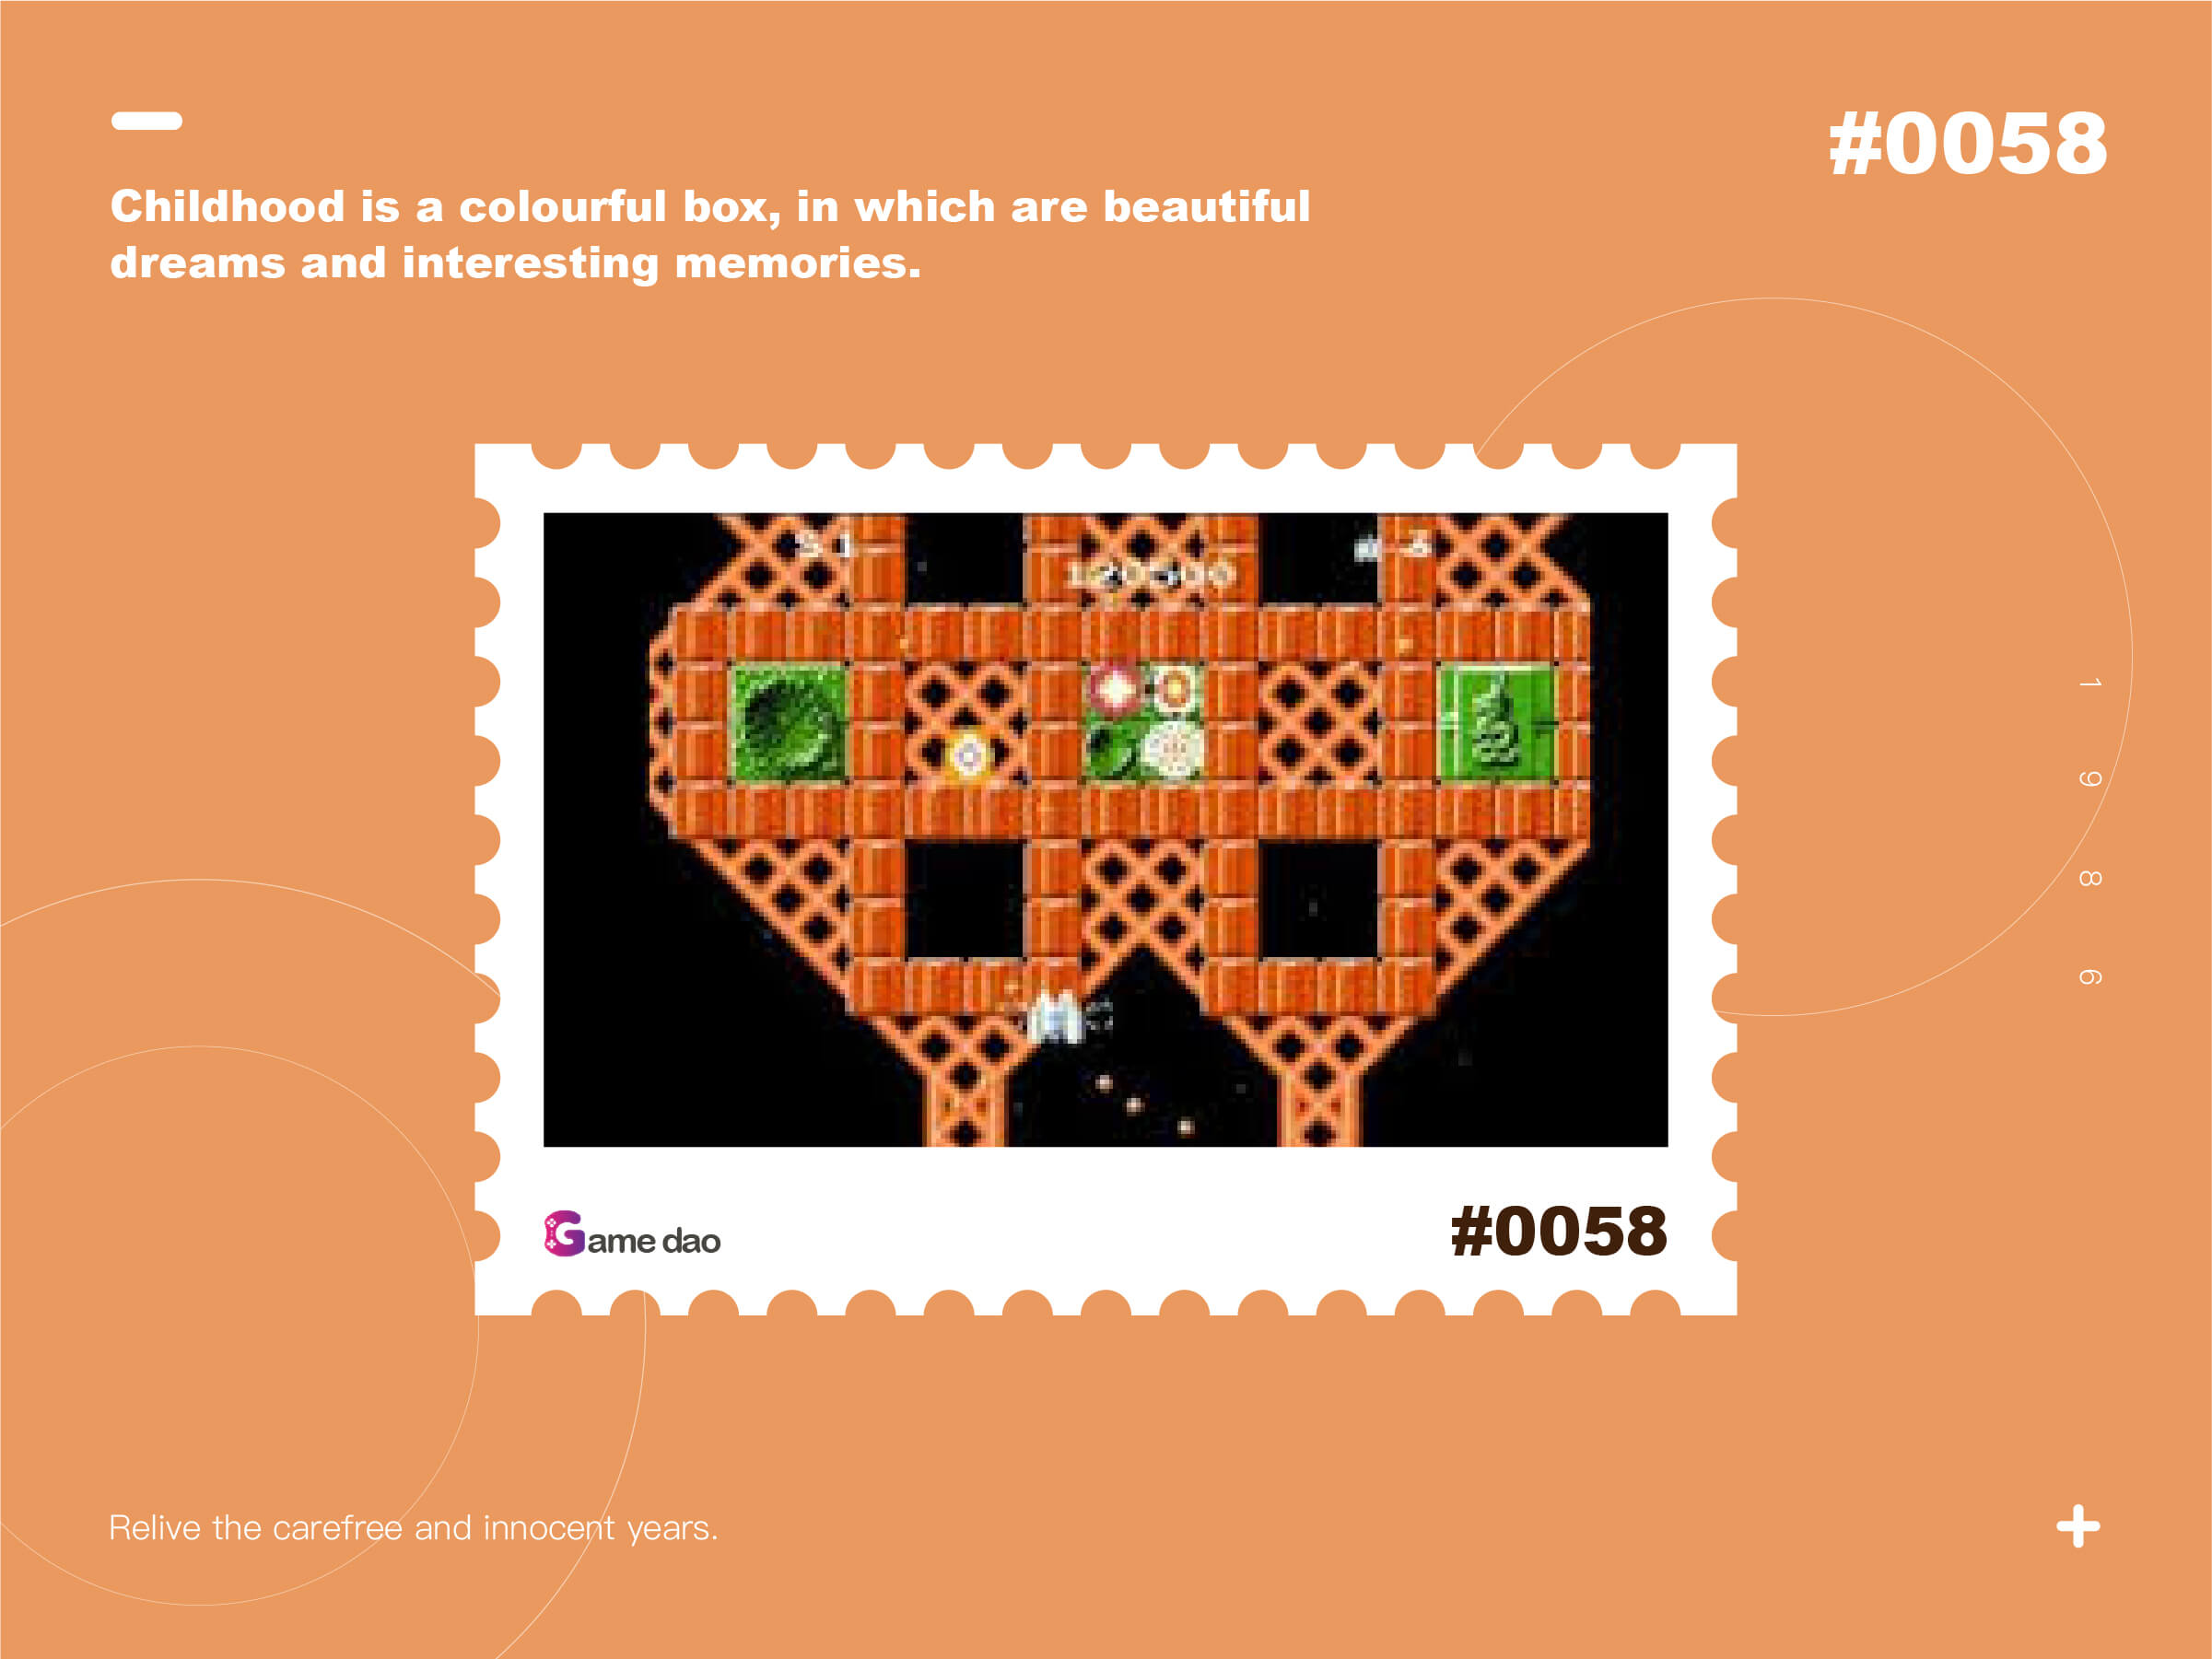 #0058
Childhood is a colourful box, in which are beautiful
dreams and interesting memories.
1 9 8 6
Game dao
#0058
Relive the carefree and innocent years.